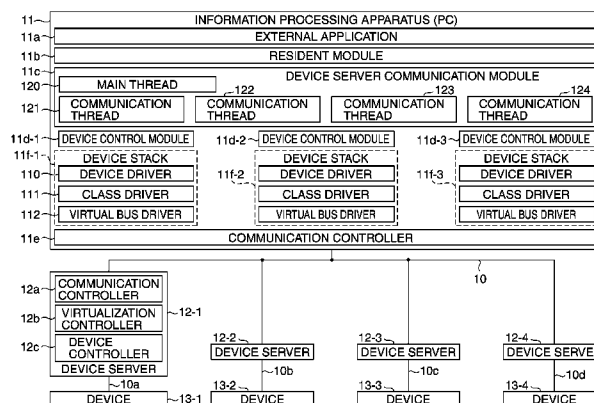 11 INFORMATION PROCESSING APPARATUS (PC)
11a EXTERNAL APPLICATION
11b RESIDENT MODULE
11c DEVICE SERVER COMMUNICATION MODULE
120 MAIN THREAD
122 123 124
121 COMMUNICATION THREAD COMMUNICATION THREAD COMMUNICATION THREAD COMMUNICATION THREAD
11d-1 DEVICE CONTROL MODULE 11d-2 DEVICE CONTROL MODULE 11d-3 DEVICE CONTROL MODULE
11f-1 DEVICE STACK DEVICE STACK DEVICE STACK
110 DEVICE DRIVER 11f-2 DEVICE DRIVER 11f-3 DEVICE DRIVER
111 CLASS DRIVER CLASS DRIVER CLASS DRIVER
112 VIRTUAL BUS DRIVER VIRTUAL BUS DRIVER VIRTUAL BUS DRIVER
11e COMMUNICATION CONTROLLER
10
12a COMMUNICATION CONTROLLER
12b VIRTUALIZATION CONTROLLER 12-1
12c DEVICE CONTROLLER 12-2 12-3 12-4
DEVICE SERVER DEVICE SERVER DEVICE SERVER DEVICE SERVER
10a 10b 10c 10d
13-1 13-2 13-3 13-4
DEVICE DEVICE DEVICE DEVICE